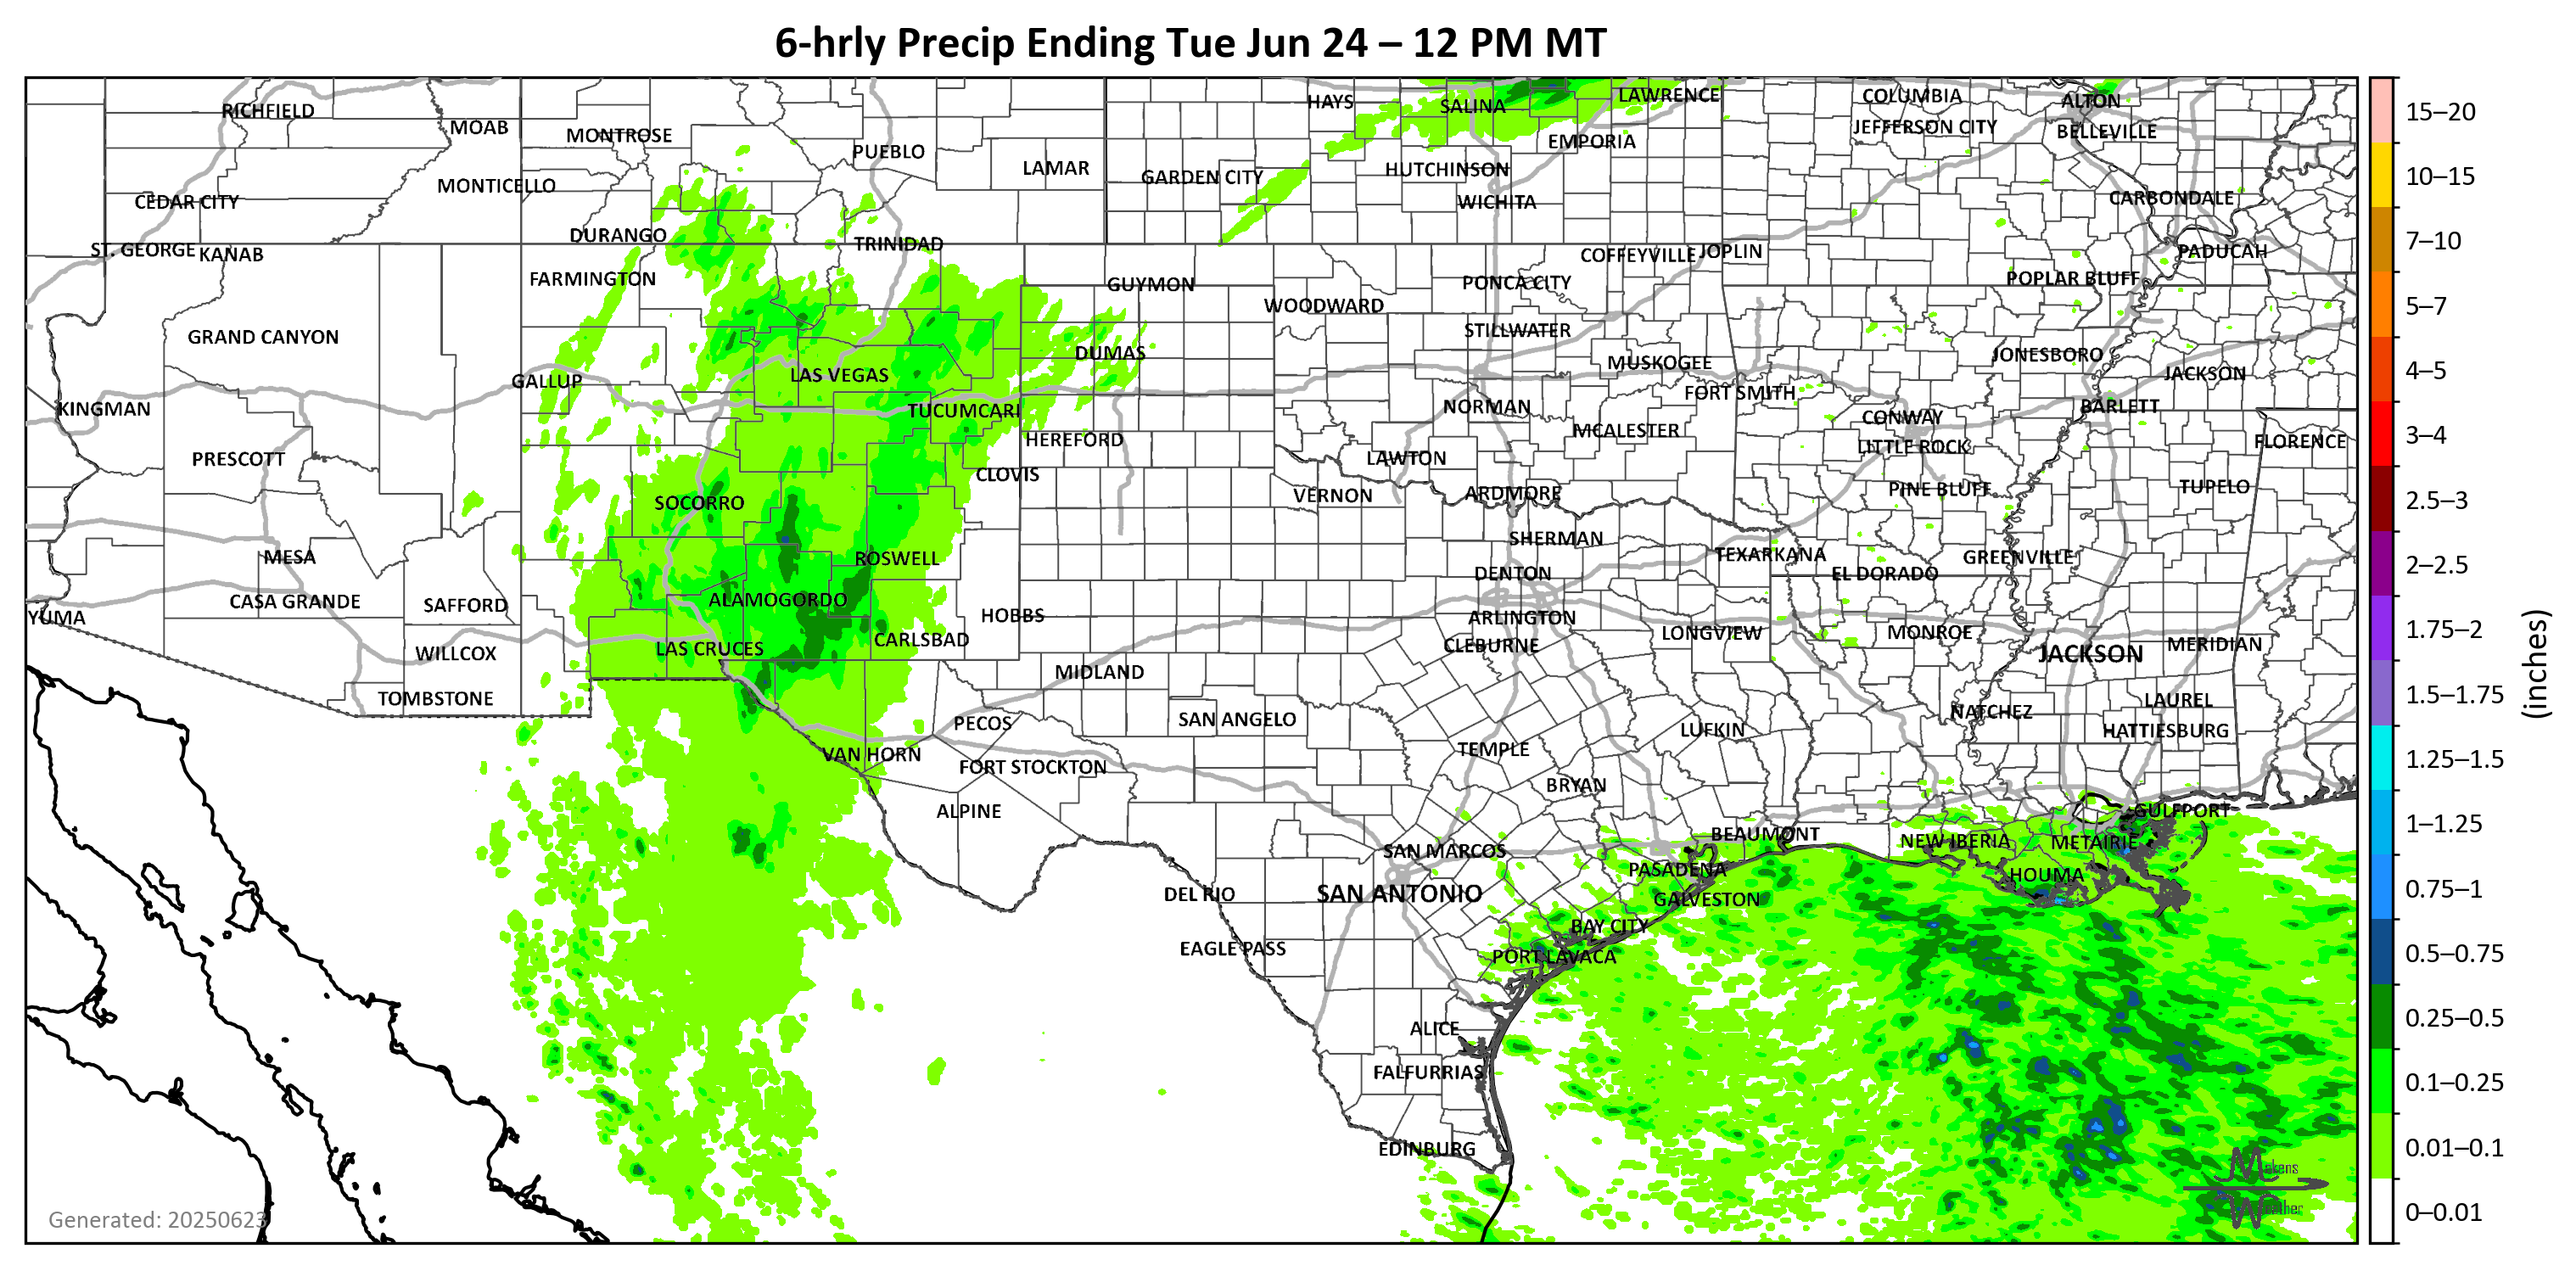 6-hrly Precip Ending Tue Jun 24 – 12 PM MT
RICHFIELD
MOAB
MONTROSE
PUEBLO
LAMAR
HAYS
SALINA
LAWRENCE
COLUMBIA
ALTON
JEFFERSON CITY
BELLEVILLE
EMPORIA
CEDAR CITY
MONTICELLO
GARDEN CITY
HUTCHINSON
WICHITA
CARBONDALE
ST. GEORGE
KANAB
DURANGO
TRINIDAD
COFFEYVILLE
JOPLIN
PADUCAH
FARMINGTON
GUYMON
PONCA CITY
POPLAR BLUFF
WOODWARD
GRAND CANYON
STILLWATER
DUMAS
JONESBORO
MUSKOGEE
GALLUP
LAS VEGAS
JACKSON
KINGMAN
TUCUMCARI
FORT SMITH
NORMAN
BARLETT
CONWAY
PRESCOTT
HEREFORD
MCALESTER
LITTLE ROCK
FLORENCE
CLOVIS
LAWTON
SOCORRO
VERNON
ARDMORE
PINE BLUFF
TUPELO
MESA
ROSWELL
SHERMAN
TEXARKANA
GREENVILLE
DENTON
EL DORADO
YUMA
CASA GRANDE
SAFFORD
ALAMOGORDO
HOBBS
ARLINGTON
WILLCOX
LAS CRUCES
CARLSBAD
CLEBURNE
LONGVIEW
MONROE
JACKSON
MERIDIAN
TOMBSTONE
MIDLAND
LAUREL
PECOS
SAN ANGELO
NATCHEZ
LUFKIN
HATTIESBURG
VAN HORN
FORT STOCKTON
TEMPLE
BRYAN
ALPINE
GULFPORT
BEAUMONT
NEW IBERIA
METAIRIE
SAN MARCOS
PASADENA
HOUMA
DEL RIO
SAN ANTONIO
GALVESTON
EAGLE PASS
BAY CITY
PORT LAVACA
ALICE
FALFURRIAS
EDINBURG
Generated: 20250623
Makens
Weather
15–20
10–15
7–10
5–7
4–5
3–4
2.5–3
2–2.5
1.75–2
1.5–1.75
1.25–1.5
1–1.25
0.75–1
0.5–0.75
0.25–0.5
0.1–0.25
0.01–0.1
0–0.01
(inches)